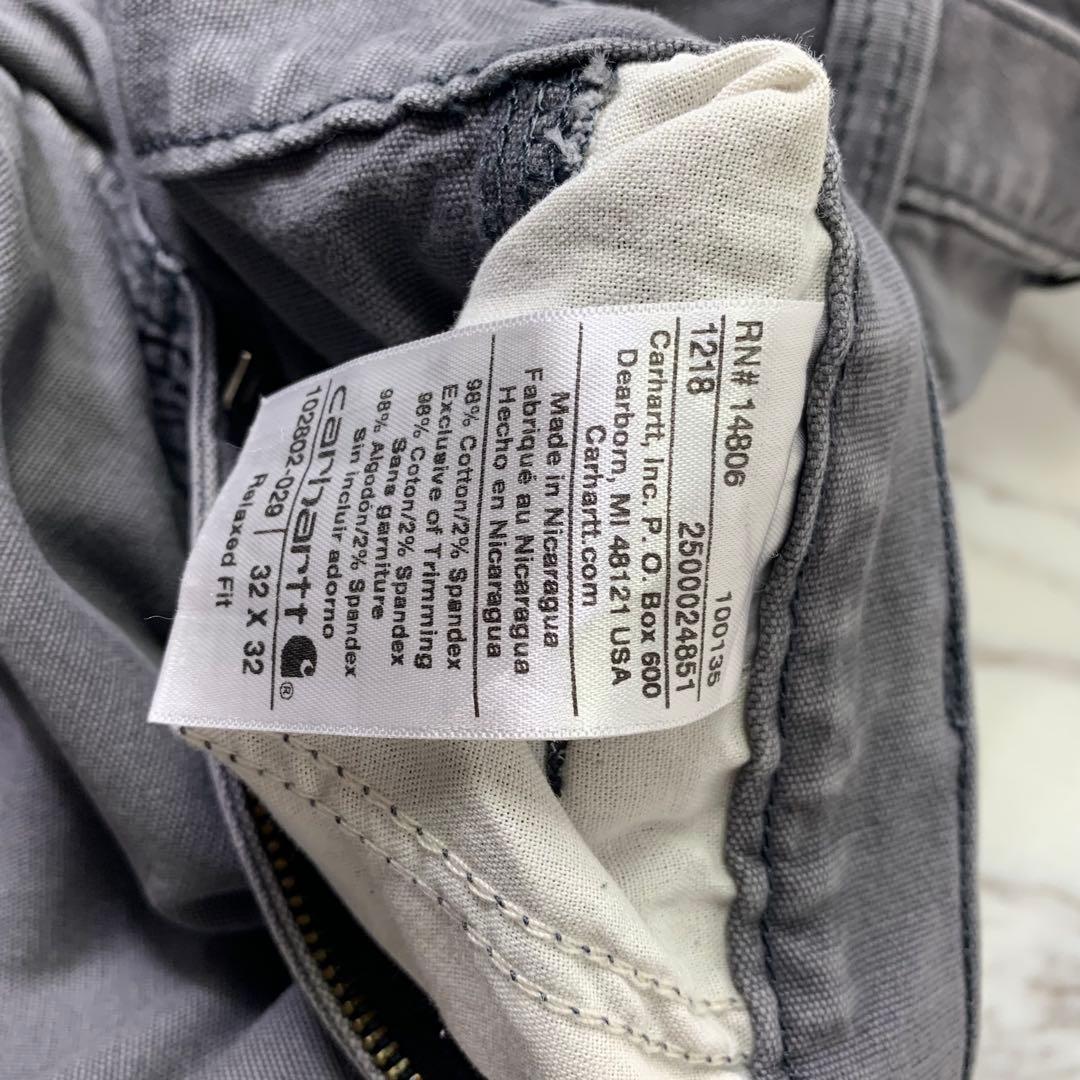 carhartt ®
102802-029 32 X 32
Relaxed Fit
98% Cotton/2% Spandex
Exclusive of Trimming
98% Coton/2% Spandex
Sans garniture
98% Algodón/2% Spandex
Sin incluir adorno
Made in Nicaragua
Fabriqué au Nicaragua
Hecho en Nicaragua
Carhartt, Inc. P. O. Box 600
Dearborn, MI 48121 USA
Carhartt.com
RN# 14806 100135
1218 2500024851